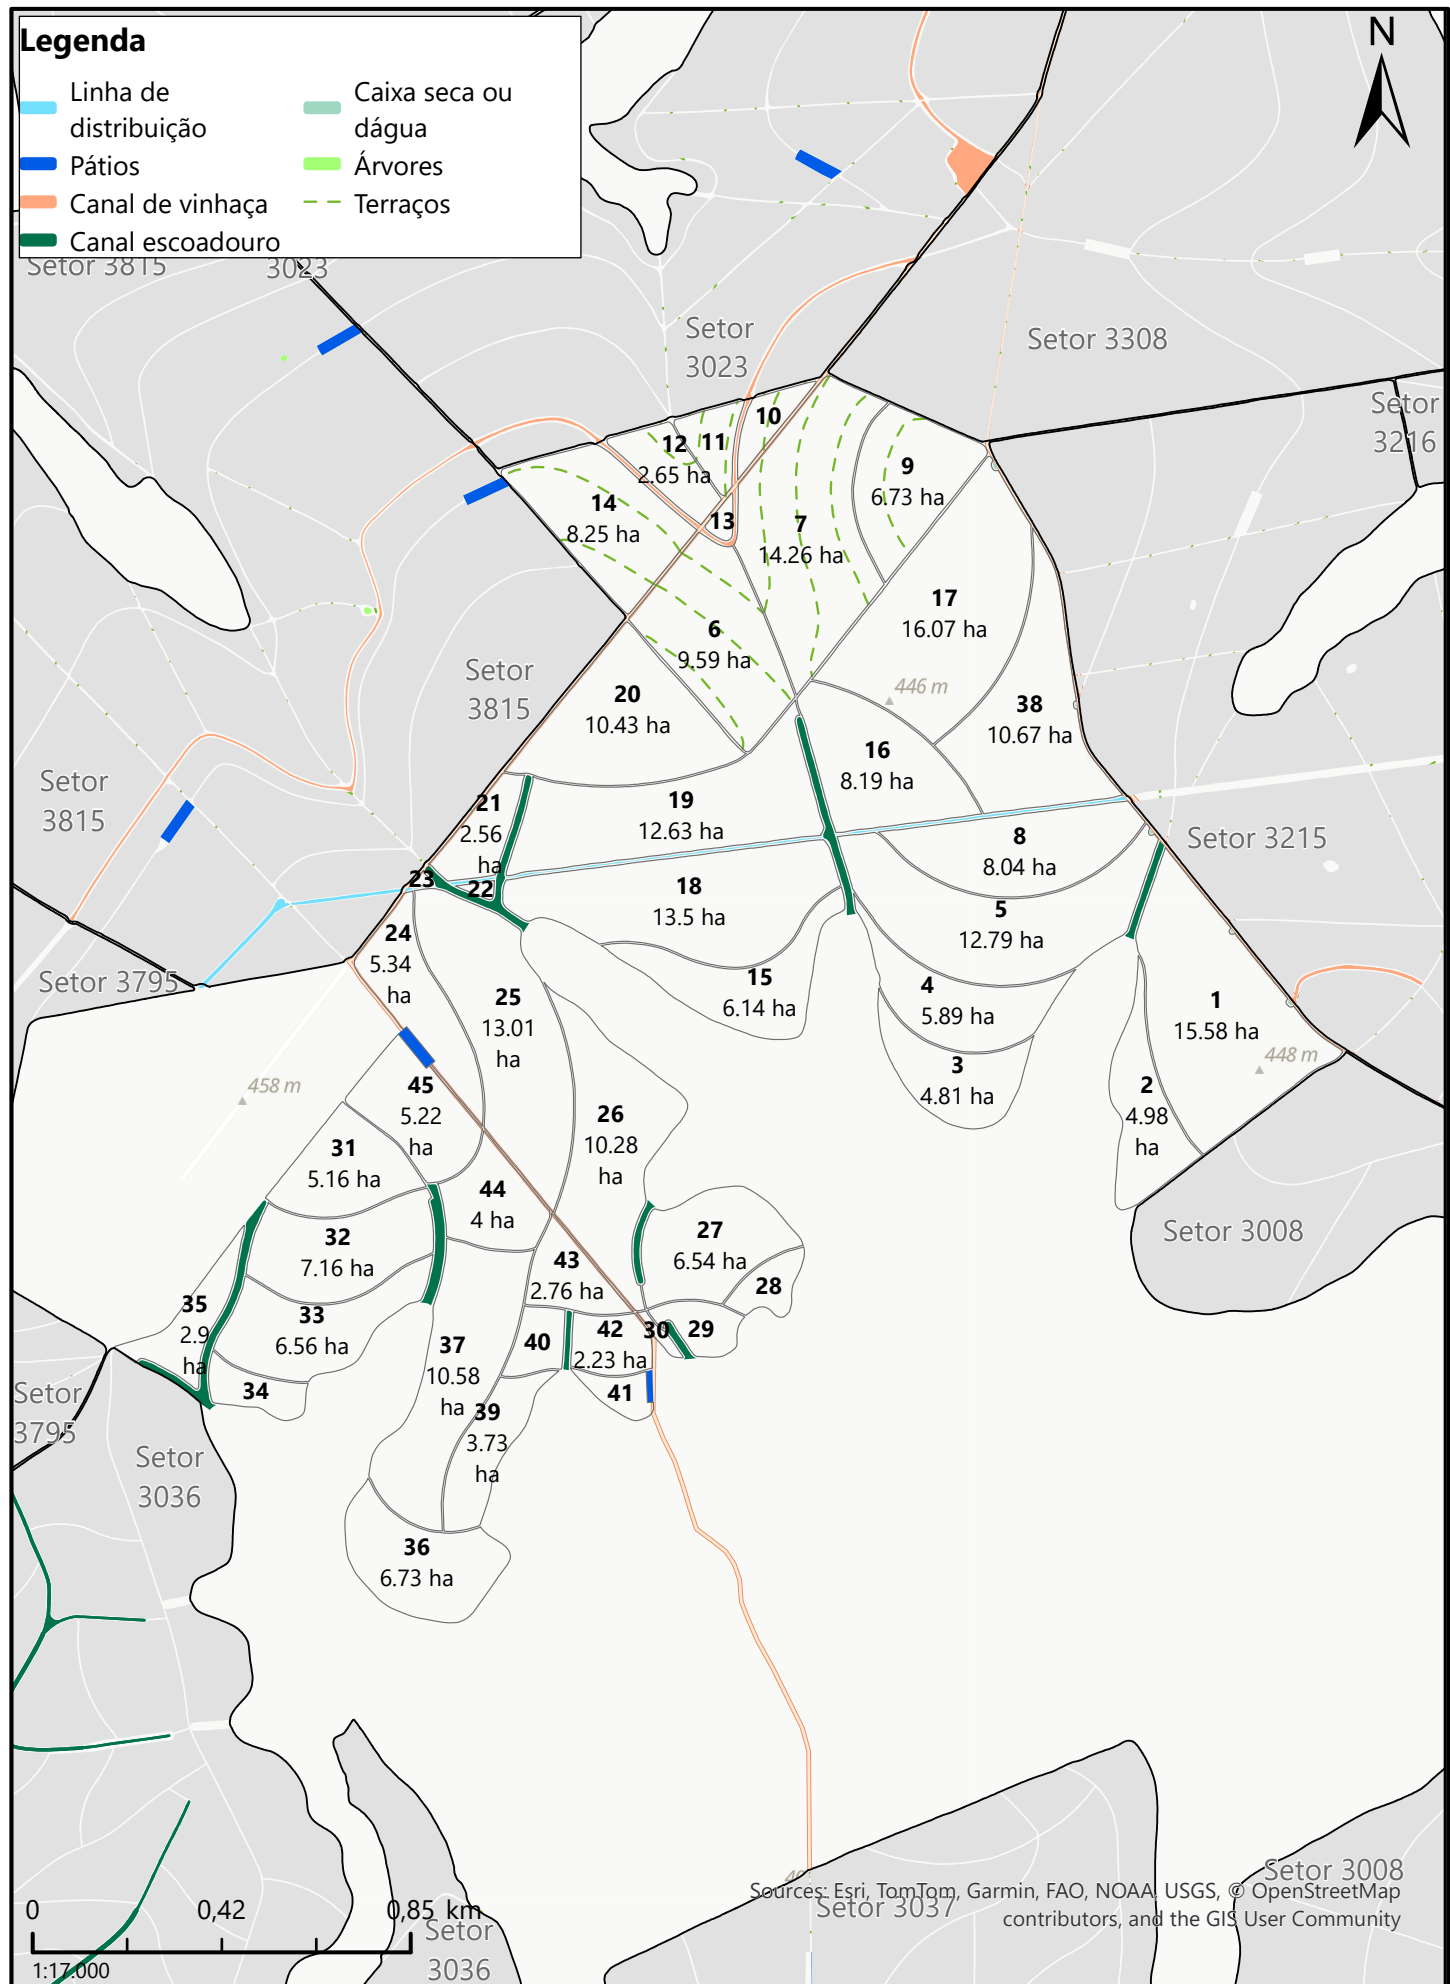 Legenda
Linha de
distribuição
Pátios
Canal de vinhaça
Canal escoadouro
Caixa seca ou
dágua
Árvores
Terraços
N
Setor 3815
3023
Setor
3023
Setor 3308
Setor
3216
10
12
11
2.65 ha
9
6.73 ha
14
8.25 ha
13
7
14.26 ha
17
16.07 ha
6
9.59 ha
Setor
3815
20
10.43 ha
446 m
38
10.67 ha
16
8.19 ha
Setor
3815
21
2.56
ha
19
12.63 ha
8
8.04 ha
Setor 3215
23
22
18
13.5 ha
5
12.79 ha
24
5.34
ha
Setor 3795
15
6.14 ha
4
5.89 ha
25
13.01
ha
1
15.58 ha
448 m
3
4.81 ha
2
4.98
ha
458 m
45
5.22
ha
26
10.28
ha
31
5.16 ha
44
4 ha
32
7.16 ha
27
6.54 ha
Setor 3008
43
2.76 ha
28
35
2.9
ha
33
6.56 ha
37
10.58
ha
40
42
2.23 ha
30
29
34
41
39
3.73
ha
Setor
3795
Setor
3036
36
6.73 ha
Setor 3008
Setor 3037
Sources: Esri, TomTom, Garmin, FAO, NOAA, USGS, © OpenStreetMap
contributors, and the GIS User Community
0
0,42
0,85 km
1:17.000
Setor
3036